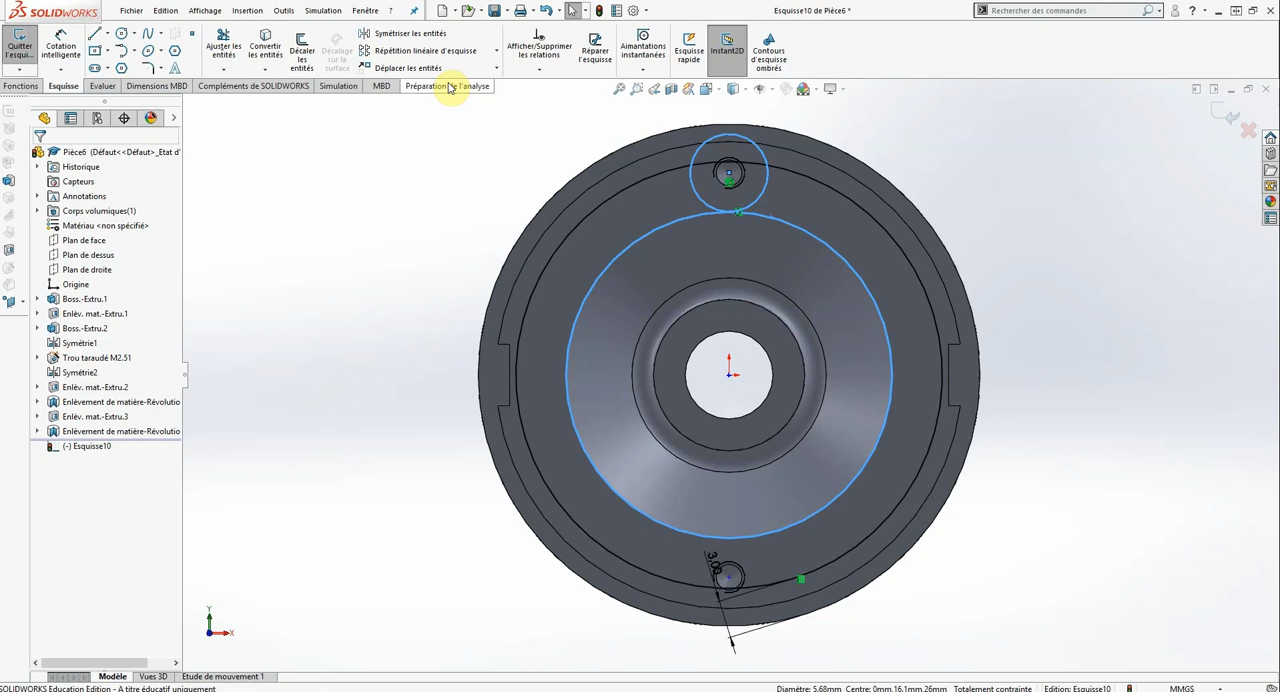 SOLIDWORKS
Fichier Edition Affichage Insertion Outils Simulation Fenêtre ?
Esquisse10 de Pièce6 *
Rechercher des commandes
Quitter l'esqui...
Cotation intelligente
Ajuster les entités
Convertir les entités
Décaler les entités
Décalage sur la surface
Symétriser les entités
Répétition linéaire d'esquisse
Déplacer les entités
Afficher/Supprimer les relations
Réparer l'esquisse
Aimantations instantanées
Esquisse rapide
Instant2D
Contours d'esquisse ombrés
Fonctions Esquisse Evaluer Dimensions MBD Compléments de SOLIDWORKS Simulation MBD Préparation de l'analyse
Pièce6 (Défaut<<Défaut>_Etat d'
Historique
Capteurs
Annotations
Corps volumiques(1)
Matériau <non spécifié>
Plan de face
Plan de dessus
Plan de droite
Origine
Boss.-Extru.1
Enlèv. mat.-Extru.1
Boss.-Extru.2
Symétrie1
Trou taraudé M2.51
Symétrie2
Enlèv. mat.-Extru.2
Enlèvement de matière-Révolutio
Enlèv. mat.-Extru.3
Enlèvement de matière-Révolutio
(-) Esquisse10
3.00
Y
X
Modèle Vues 3D Etude de mouvement 1
SOLIDWORKS Education Edition - A titre éducatif uniquement
Diamètre: 5.68mm Centre: 0mm,16.1mm,26mm Totalement contrainte Edition: Esquisse10 MMGS